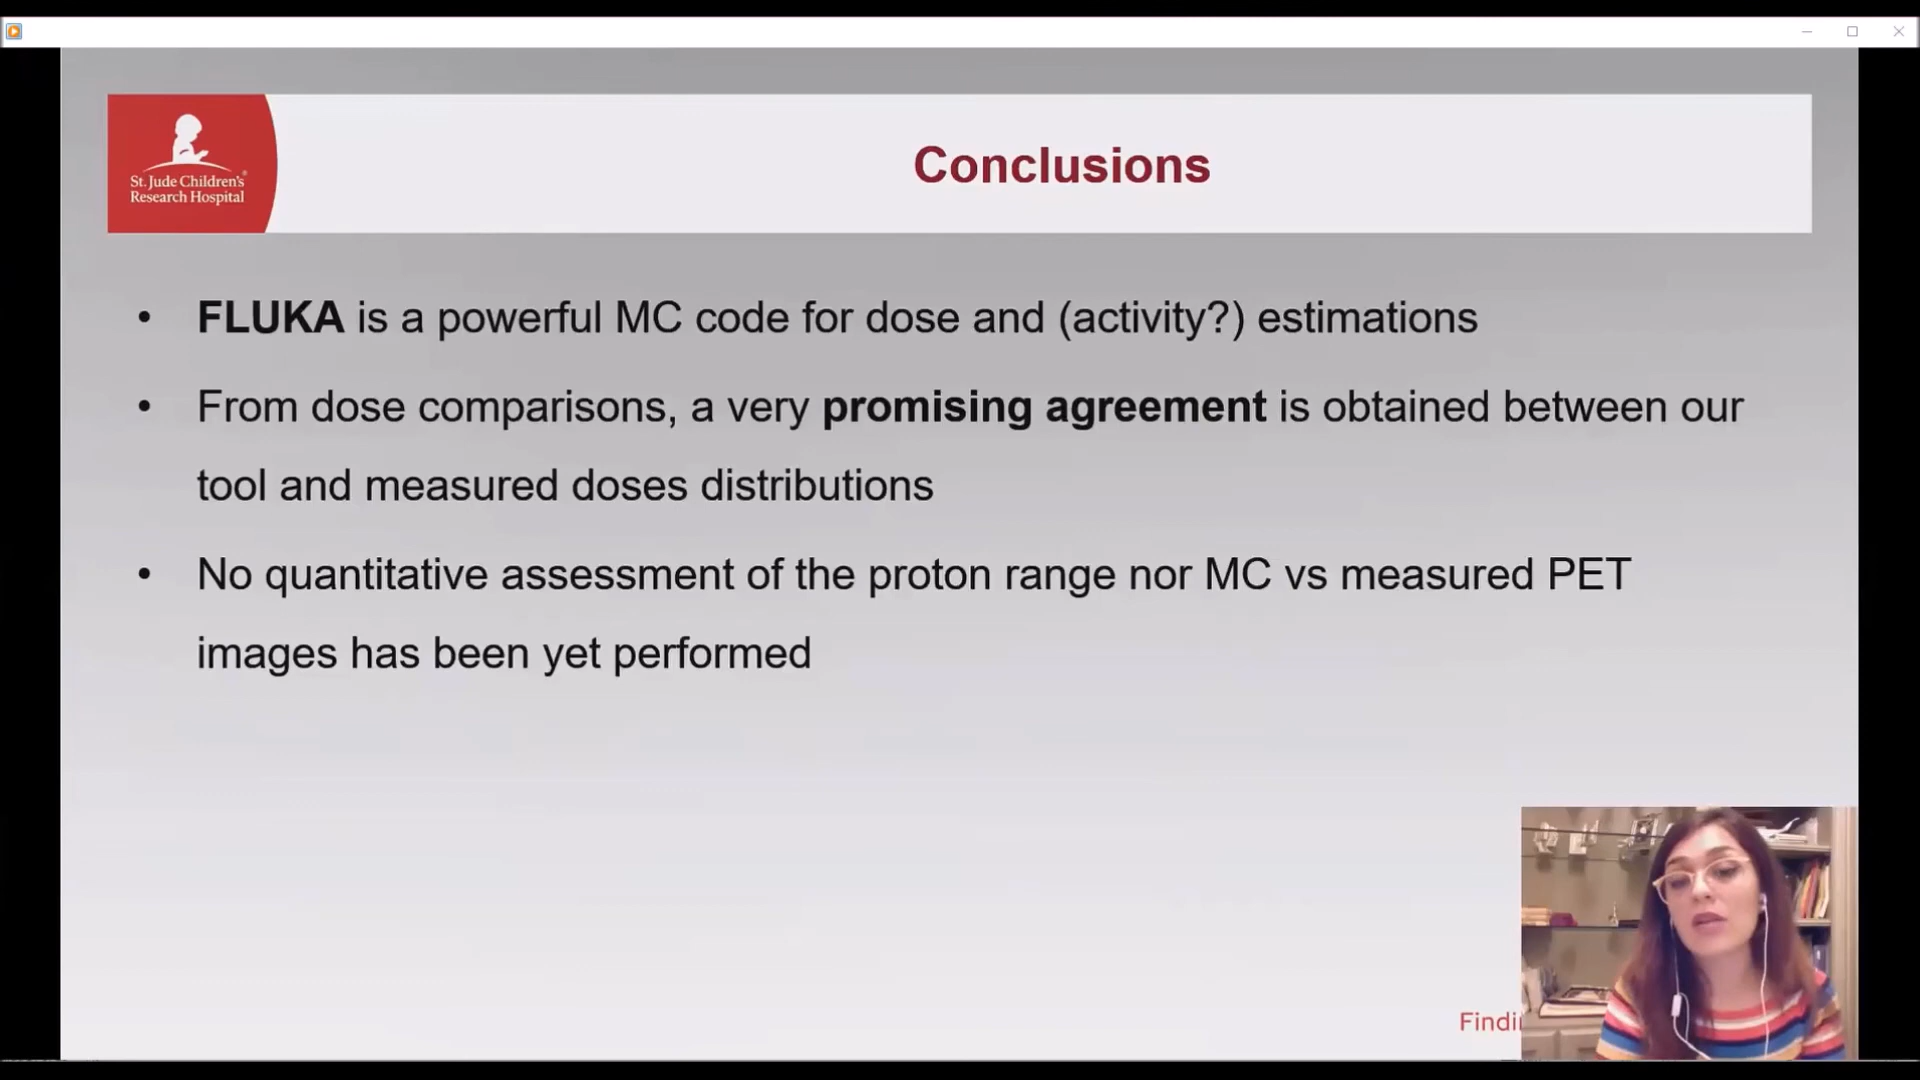 St. Jude Children's®
Research Hospital
Conclusions
• FLUKA is a powerful MC code for dose and (activity?) estimations
• From dose comparisons, a very promising agreement is obtained between our
tool and measured doses distributions
• No quantitative assessment of the proton range nor MC vs measured PET
images has been yet performed